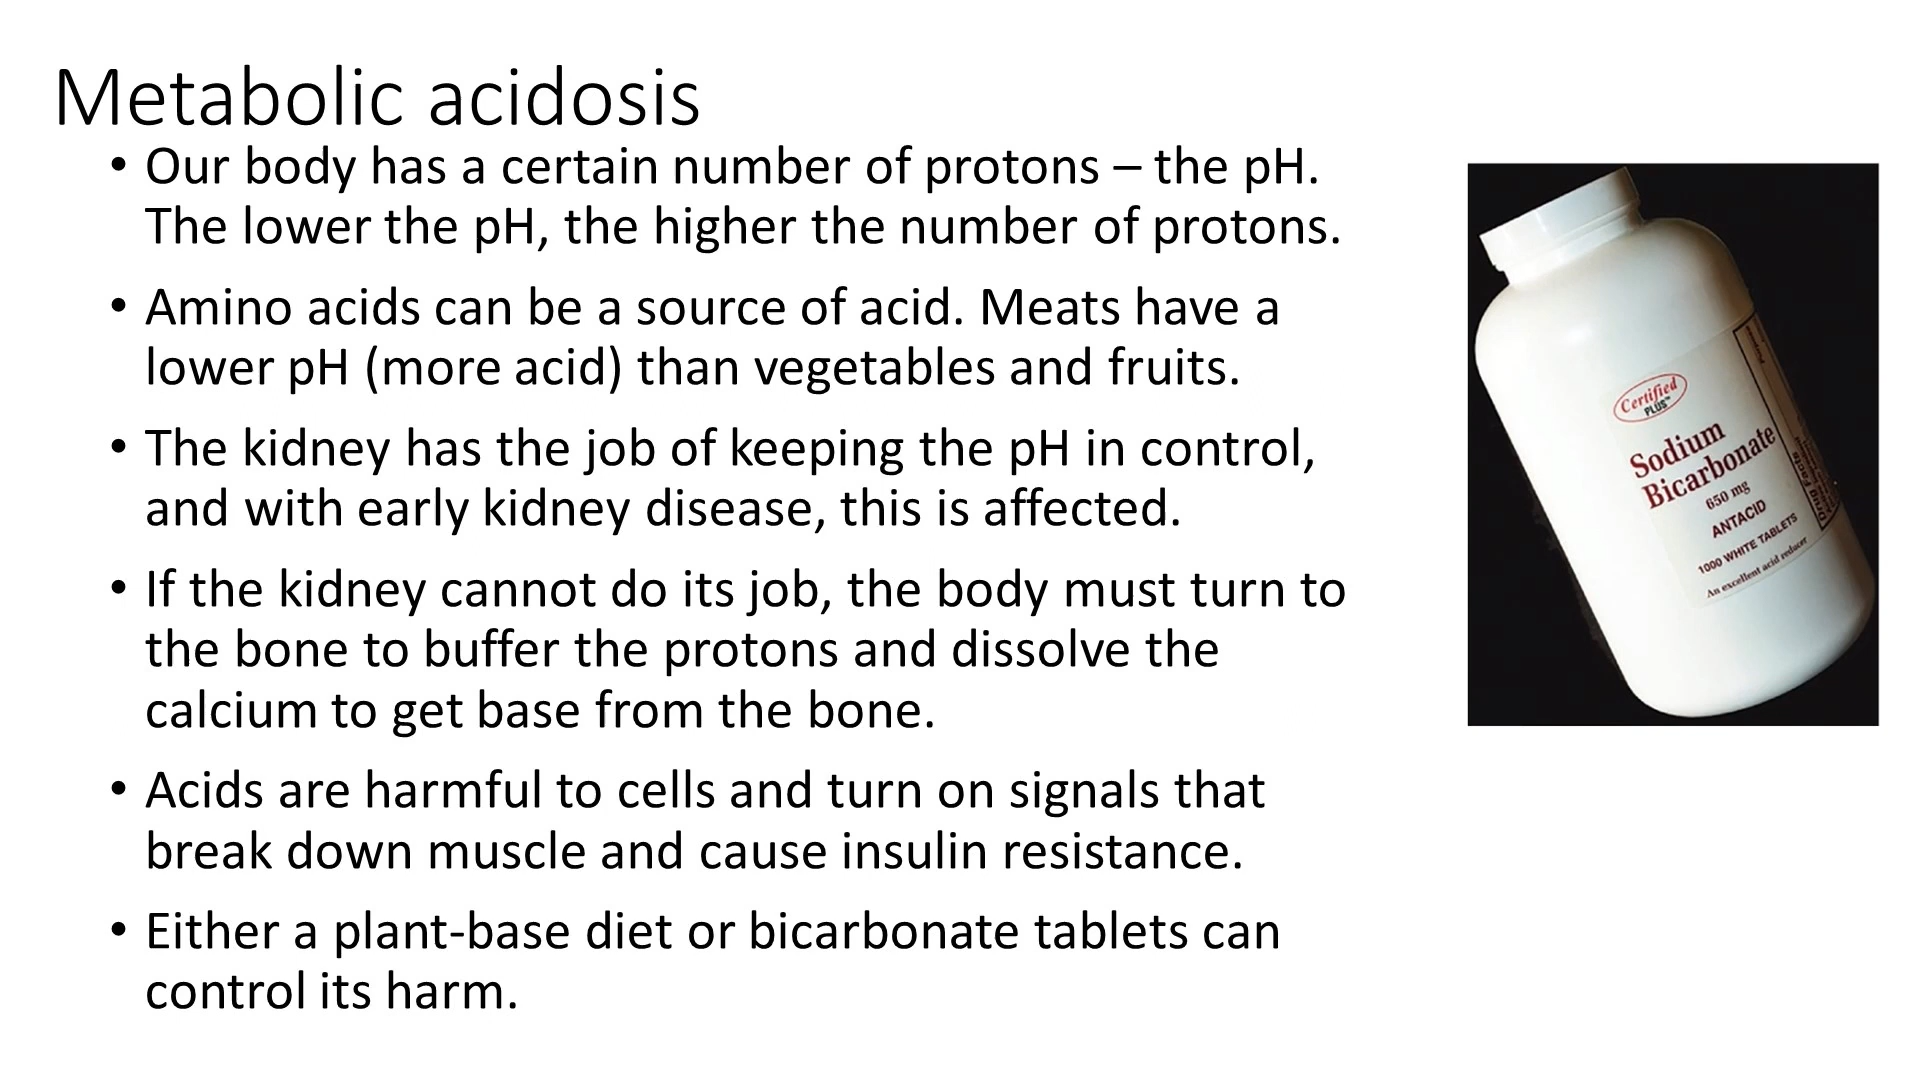 Metabolic acidosis
• Our body has a certain number of protons – the pH.
The lower the pH, the higher the number of protons.
• Amino acids can be a source of acid. Meats have a
lower pH (more acid) than vegetables and fruits.
• The kidney has the job of keeping the pH in control,
and with early kidney disease, this is affected.
• If the kidney cannot do its job, the body must turn to
the bone to buffer the protons and dissolve the
calcium to get base from the bone.
• Acids are harmful to cells and turn on signals that
break down muscle and cause insulin resistance.
• Either a plant-base diet or bicarbonate tablets can
control its harm.
Certified
PLUS™
Sodium
Bicarbonate
650 mg
ANTACID
1000 WHITE TABLETS
An excellent acid reducer
Drug Facts